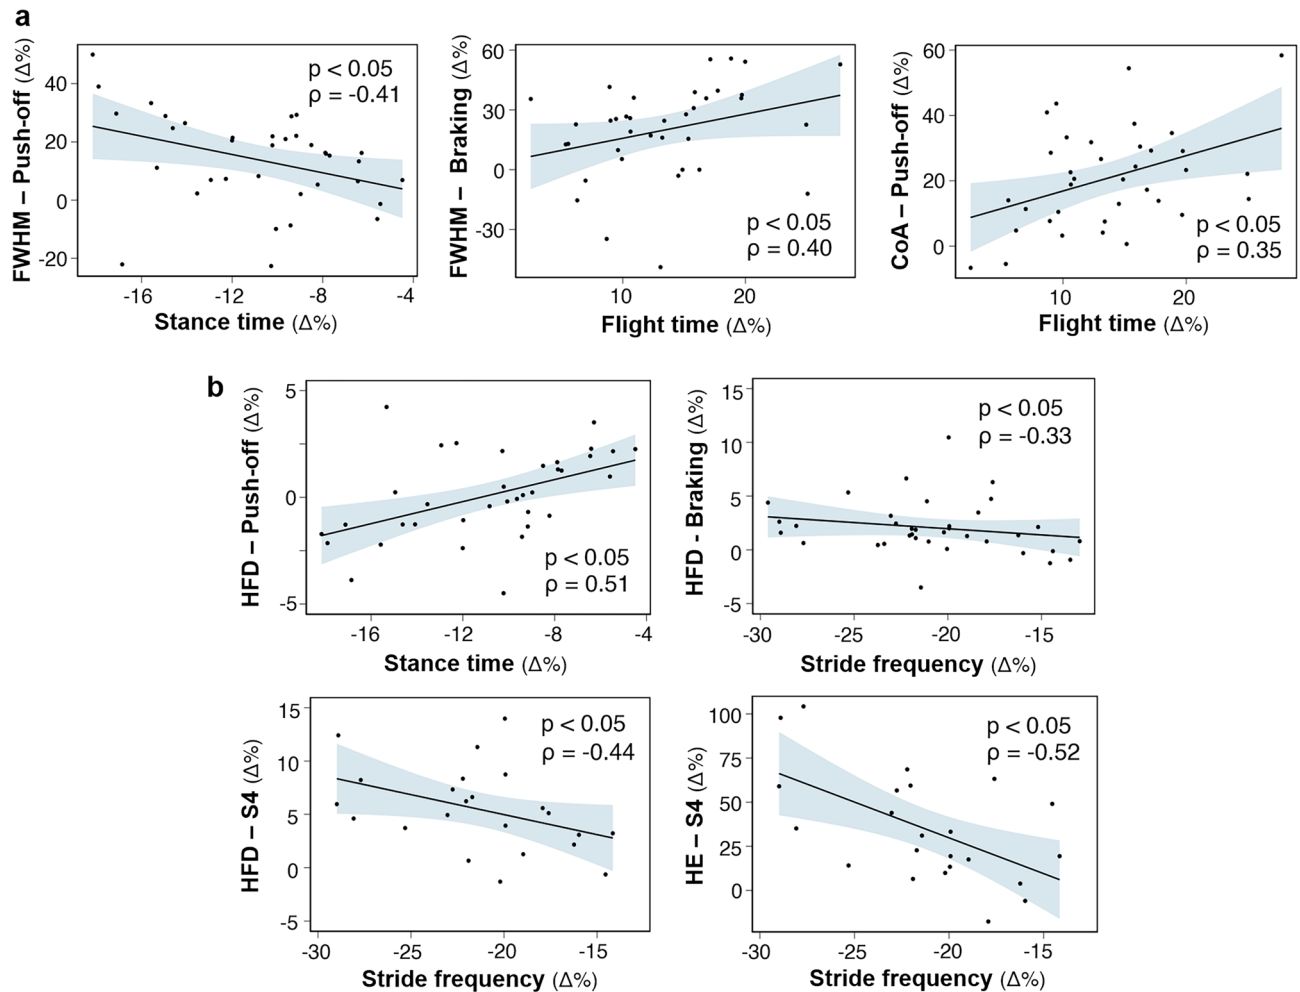 a
FWHM – Push-off (Δ%)
40
20
0
-20
p < 0.05
ρ = -0.41
-16
-12
-8
-4
Stance time (Δ%)
FWHM – Braking (Δ%)
60
30
0
-30
p < 0.05
ρ = 0.40
10
20
Flight time (Δ%)
CoA – Push-off (Δ%)
60
40
20
0
p < 0.05
ρ = 0.35
10
20
Flight time (Δ%)
b
HFD – Push-off (Δ%)
5
0
-5
p < 0.05
ρ = 0.51
-16
-12
-8
-4
Stance time (Δ%)
HFD - Braking (Δ%)
15
10
5
0
-5
p < 0.05
ρ = -0.33
-30
-25
-20
-15
Stride frequency (Δ%)
HFD – S4 (Δ%)
15
10
5
0
-5
p < 0.05
ρ = -0.44
-30
-25
-20
-15
Stride frequency (Δ%)
HE – S4 (Δ%)
100
75
50
25
0
p < 0.05
ρ = -0.52
-30
-25
-20
-15
Stride frequency (Δ%)